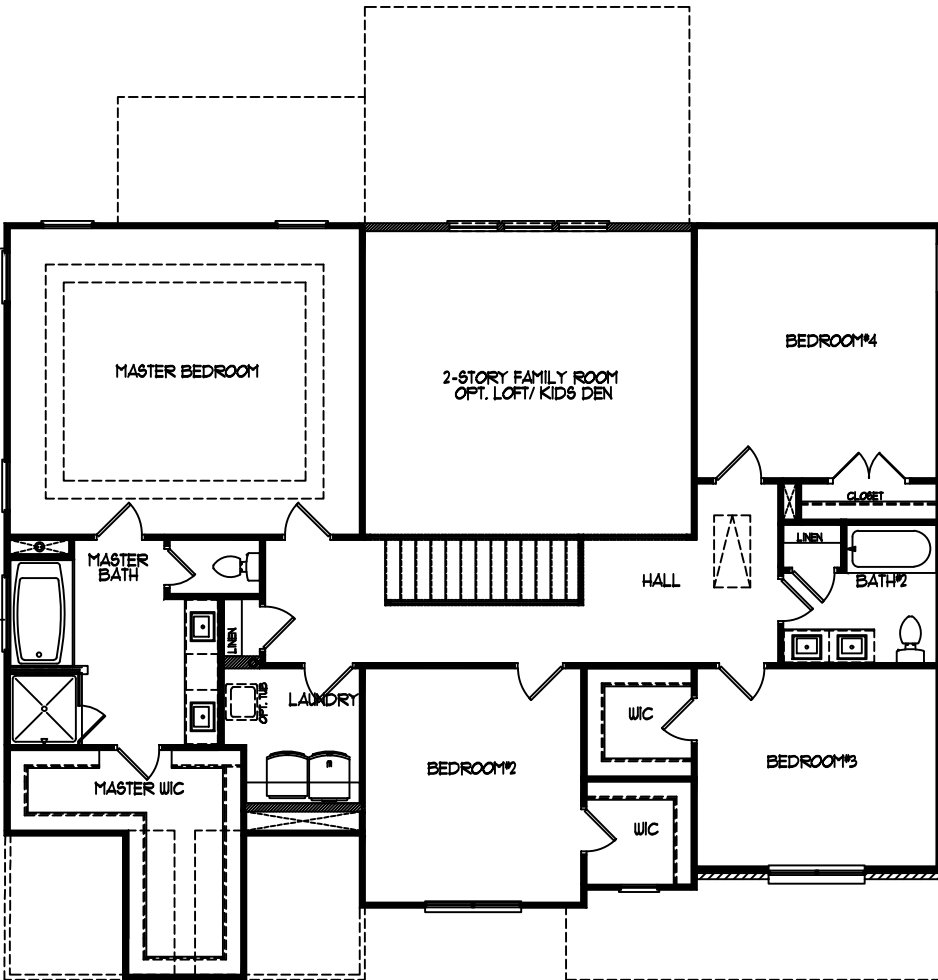 BEDROOM#4
MASTER BEDROOM
2-STORY FAMILY ROOM
OPT. LOFT/ KIDS DEN
CLOSET
LINEN
MASTER
BATH
HALL
BATH#2
LINEN
OPT. TUB
LAUNDRY
WIC
BEDROOM#2
BEDROOM#3
MASTER WIC
WIC